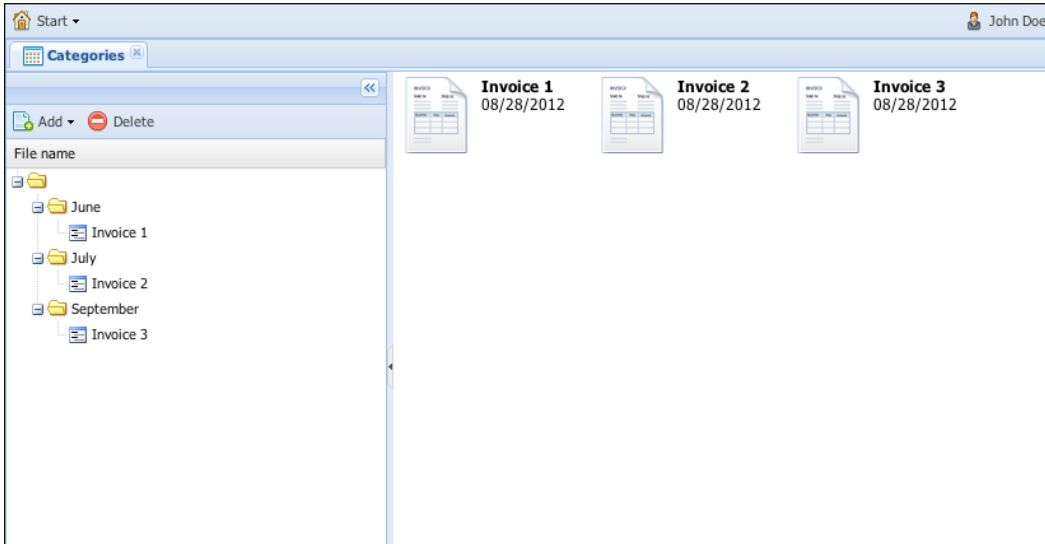 Start
John Doe
Categories
Add Delete
File name
June
Invoice 1
July
Invoice 2
September
Invoice 3
Invoice 1
08/28/2012
Invoice 2
08/28/2012
Invoice 3
08/28/2012